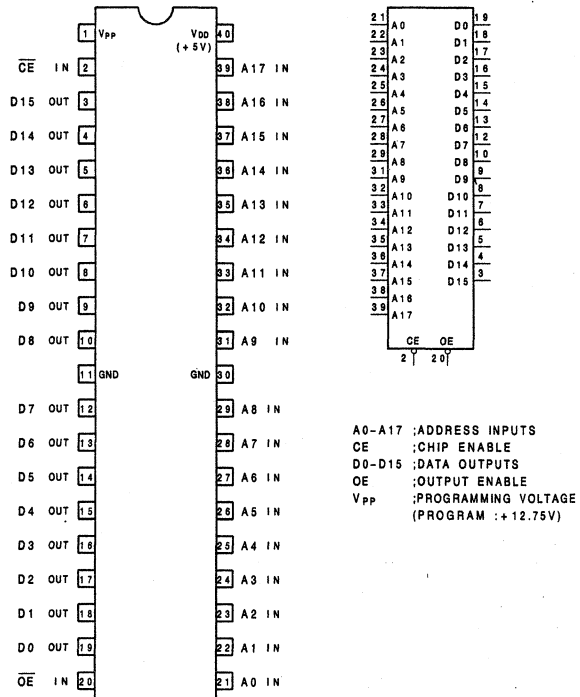 1 VPP VDD 40
(+5V)
CE IN 2 39 A17 IN
D15 OUT 3 38 A16 IN
D14 OUT 4 37 A15 IN
D13 OUT 5 36 A14 IN
D12 OUT 6 35 A13 IN
D11 OUT 7 34 A12 IN
D10 OUT 8 33 A11 IN
D9 OUT 9 32 A10 IN
D8 OUT 10 31 A9 IN
11 GND GND 30
D7 OUT 12 29 A8 IN
D6 OUT 13 28 A7 IN
D5 OUT 14 27 A6 IN
D4 OUT 15 26 A5 IN
D3 OUT 16 25 A4 IN
D2 OUT 17 24 A3 IN
D1 OUT 18 23 A2 IN
D0 OUT 19 22 A1 IN
OE IN 20 21 A0 IN
21 A0 D0 19
22 A1 D1 18
23 A2 D2 17
24 A3 D3 16
25 A4 D4 15
26 A5 D5 14
27 A6 D6 13
28 A7 D7 12
29 A8 D8 10
31 A9 D9 9
32 A10 D10 8
33 A11 D11 7
34 A12 D12 6
35 A13 D13 5
36 A14 D14 4
37 A15 D15 3
38 A16
39 A17
CE OE
2 20
A0-A17 ;ADDRESS INPUTS
CE ;CHIP ENABLE
D0-D15 ;DATA OUTPUTS
OE ;OUTPUT ENABLE
VPP ;PROGRAMMING VOLTAGE
(PROGRAM :+12.75V)